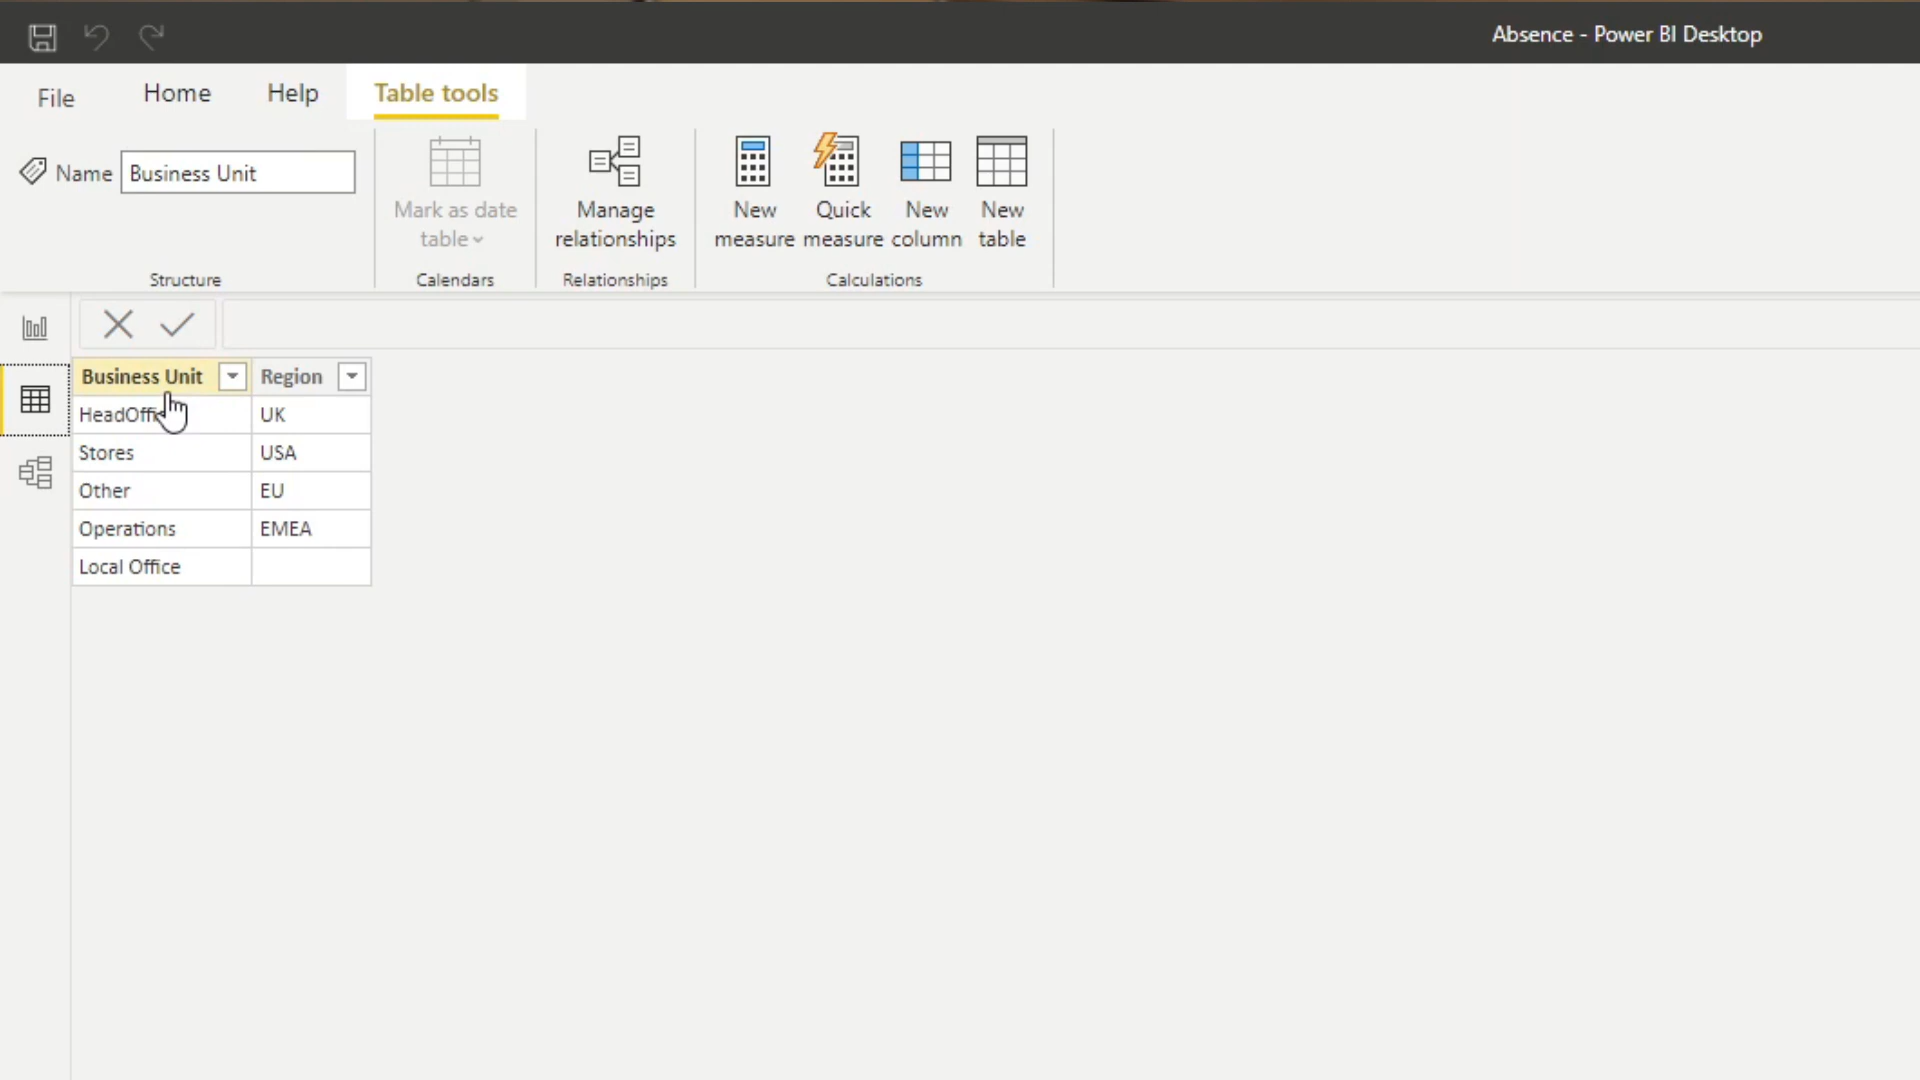 Absence - Power BI Desktop
File Home Help Table tools
Name Business Unit
Mark as date table
Manage relationships
New measure
Quick measure
New column
New table
Structure Calendars Relationships Calculations
Business Unit Region
UK
Stores USA
Other EU
Operations EMEA
Local Office